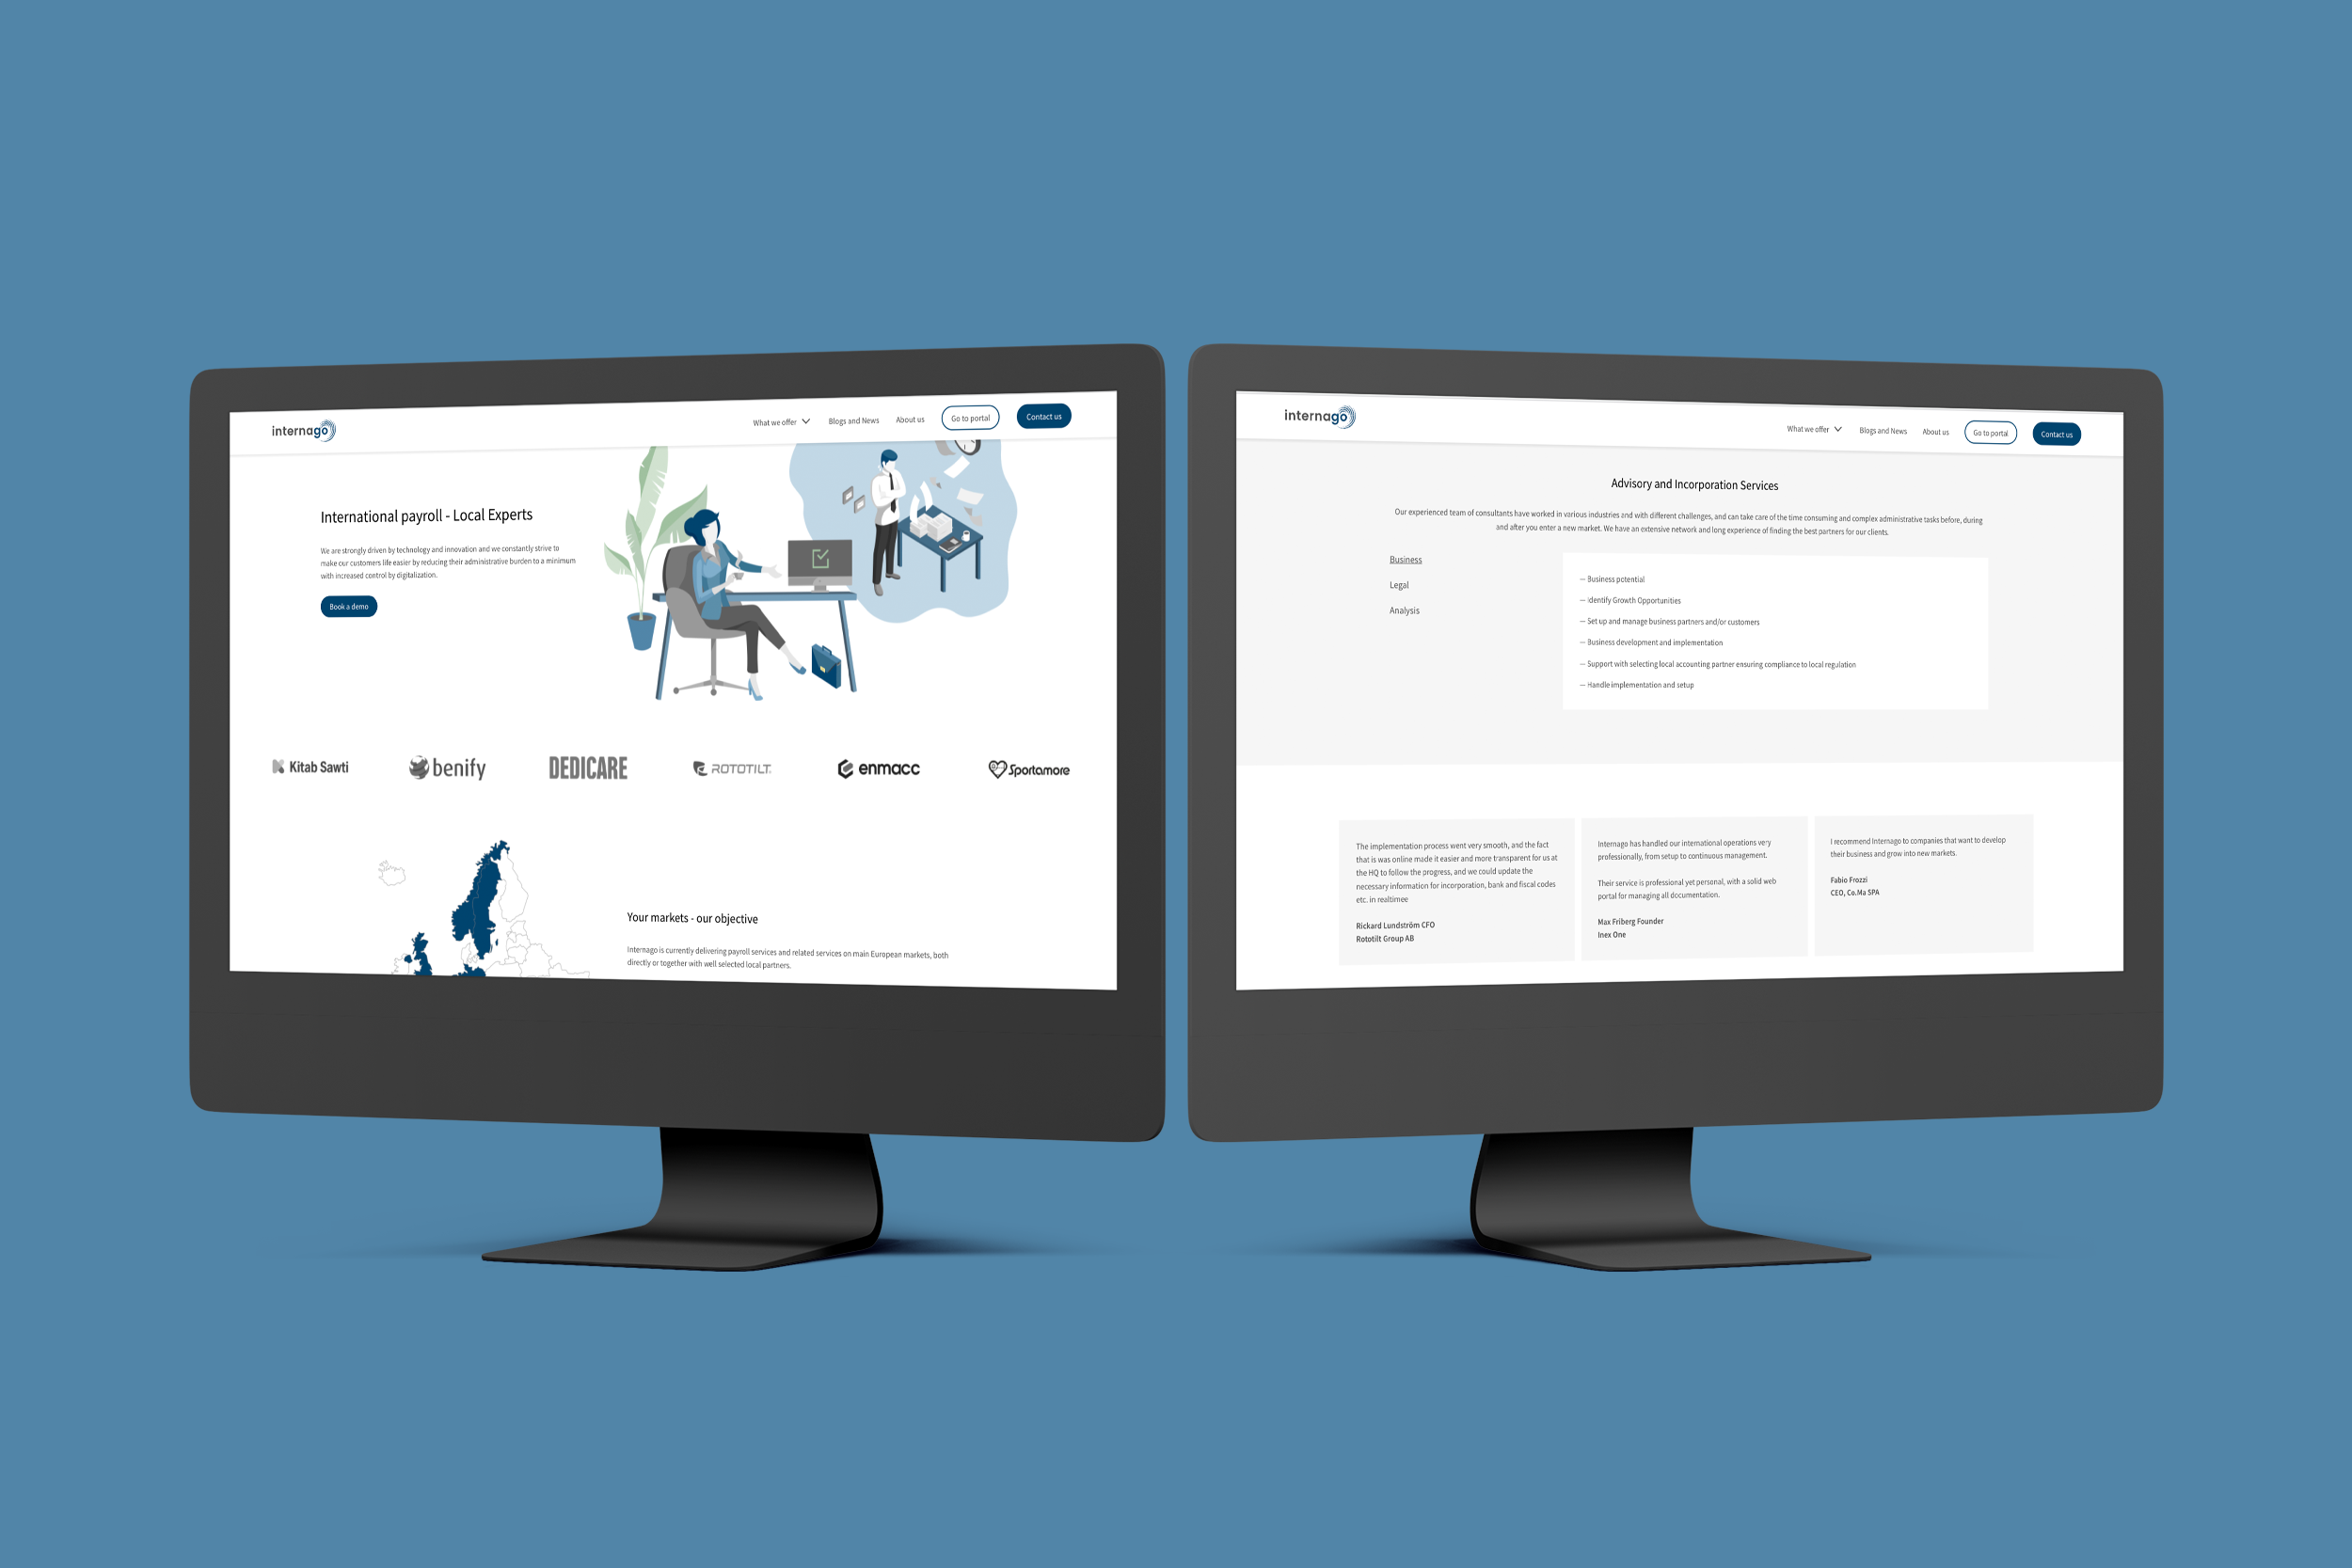 internago
What we offer
Blogs and News
About us
Go to portal
Contact us
International payroll - Local Experts
We are strongly driven by technology and innovation and we constantly strive to
make our customers life easier by reducing their administrative burden to a minimum
with increased control by digitalization.
Book a demo
Kitab Sawti
benify
DEDICARE
ROTOTILT
enmacc
Sportamore
Your markets - our objective
Internago is currently delivering payroll services and related services on main European markets, both
directly or together with well selected local partners.
internago
What we offer
Blogs and News
About us
Go to portal
Contact us
Advisory and Incorporation Services
Our experienced team of consultants have worked in various industries and with different challenges, and can take care of the time consuming and complex administrative tasks before, during
and after you enter a new market. We have an extensive network and long experience of finding the best partners for our clients.
Business
Legal
Analysis
— Business potential
— Identify Growth Opportunities
— Set up and manage business partners and/or customers
— Business development and implementation
— Support with selecting local accounting partner ensuring compliance to local regulation
— Handle implementation and setup
The implementation process went very smooth, and the fact
that is was online made it easier and more transparent for us at
the HQ to follow the progress, and we could update the
necessary information for incorporation, bank and fiscal codes
etc. in realtimee
Rickard Lundström CFO
Rototilt Group AB
Internago has handled our international operations very
professionally, from setup to continuous management.
Their service is professional yet personal, with a solid web
portal for managing all documentation.
Max Friberg Founder
Inex One
I recommend Internago to companies that want to develop
their business and grow into new markets.
Fabio Frozzi
CEO, Co.Ma SPA